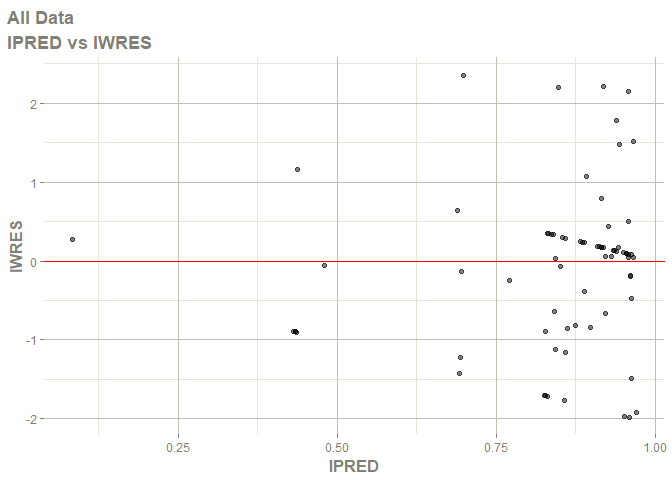 All Data
IPRED vs IWRES
2
1
0
-1
-2
IWRES
0.25
0.50
0.75
1.00
IPRED